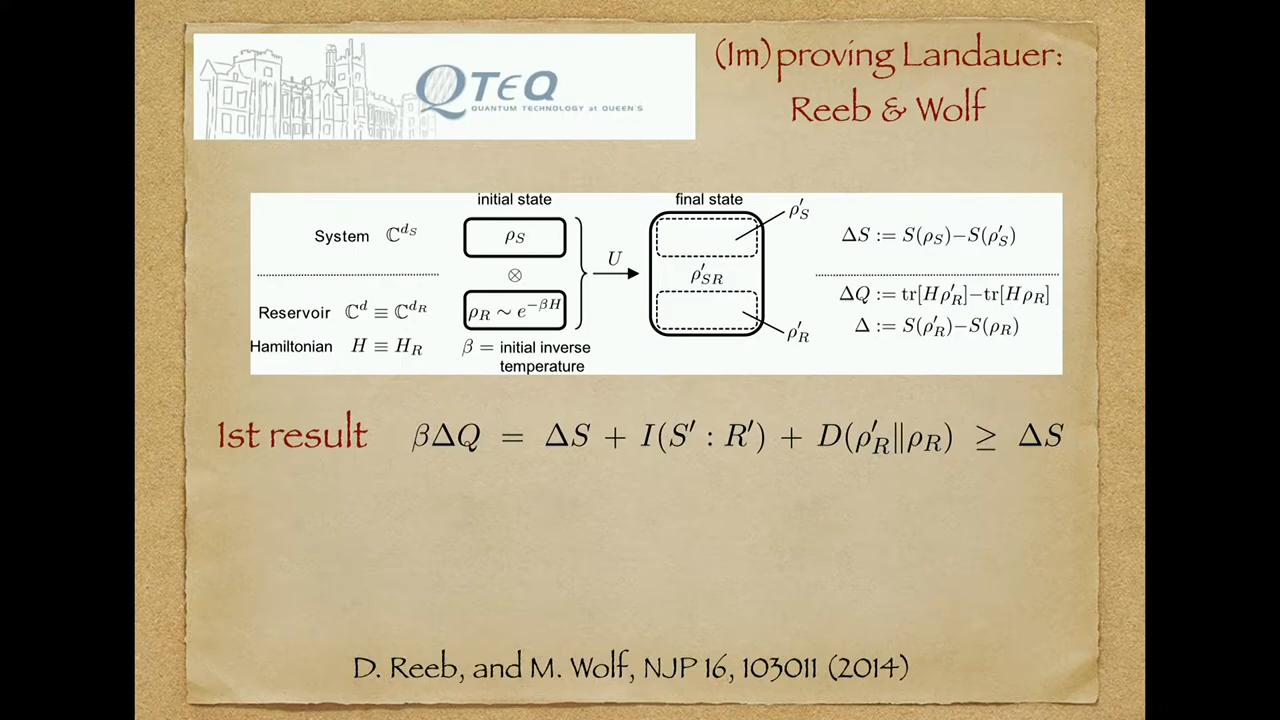 QTEQ
QUANTUM TECHNOLOGY at QUEEN'S
(Im)proving Landauer:
Reeb & Wolf
initial state
final state
System ℂ^{d_S}
ρ_S
ρ′_S
ΔS := S(ρ_S)−S(ρ′_S)
⊗
U
ρ′_{SR}
Reservoir ℂ^d ≡ ℂ^{d_R}
ρ_R ∼ e^{−βH}
ρ′_R
ΔQ := tr[Hρ′_R]−tr[Hρ_R]
Δ := S(ρ′_R)−S(ρ_R)
Hamiltonian H ≡ H_R
β = initial inverse
temperature
1st result βΔQ = ΔS + I(S′ : R′) + D(ρ′_R‖ρ_R) ≥ ΔS
D. Reeb, and M. Wolf, NJP 16, 103011 (2014)